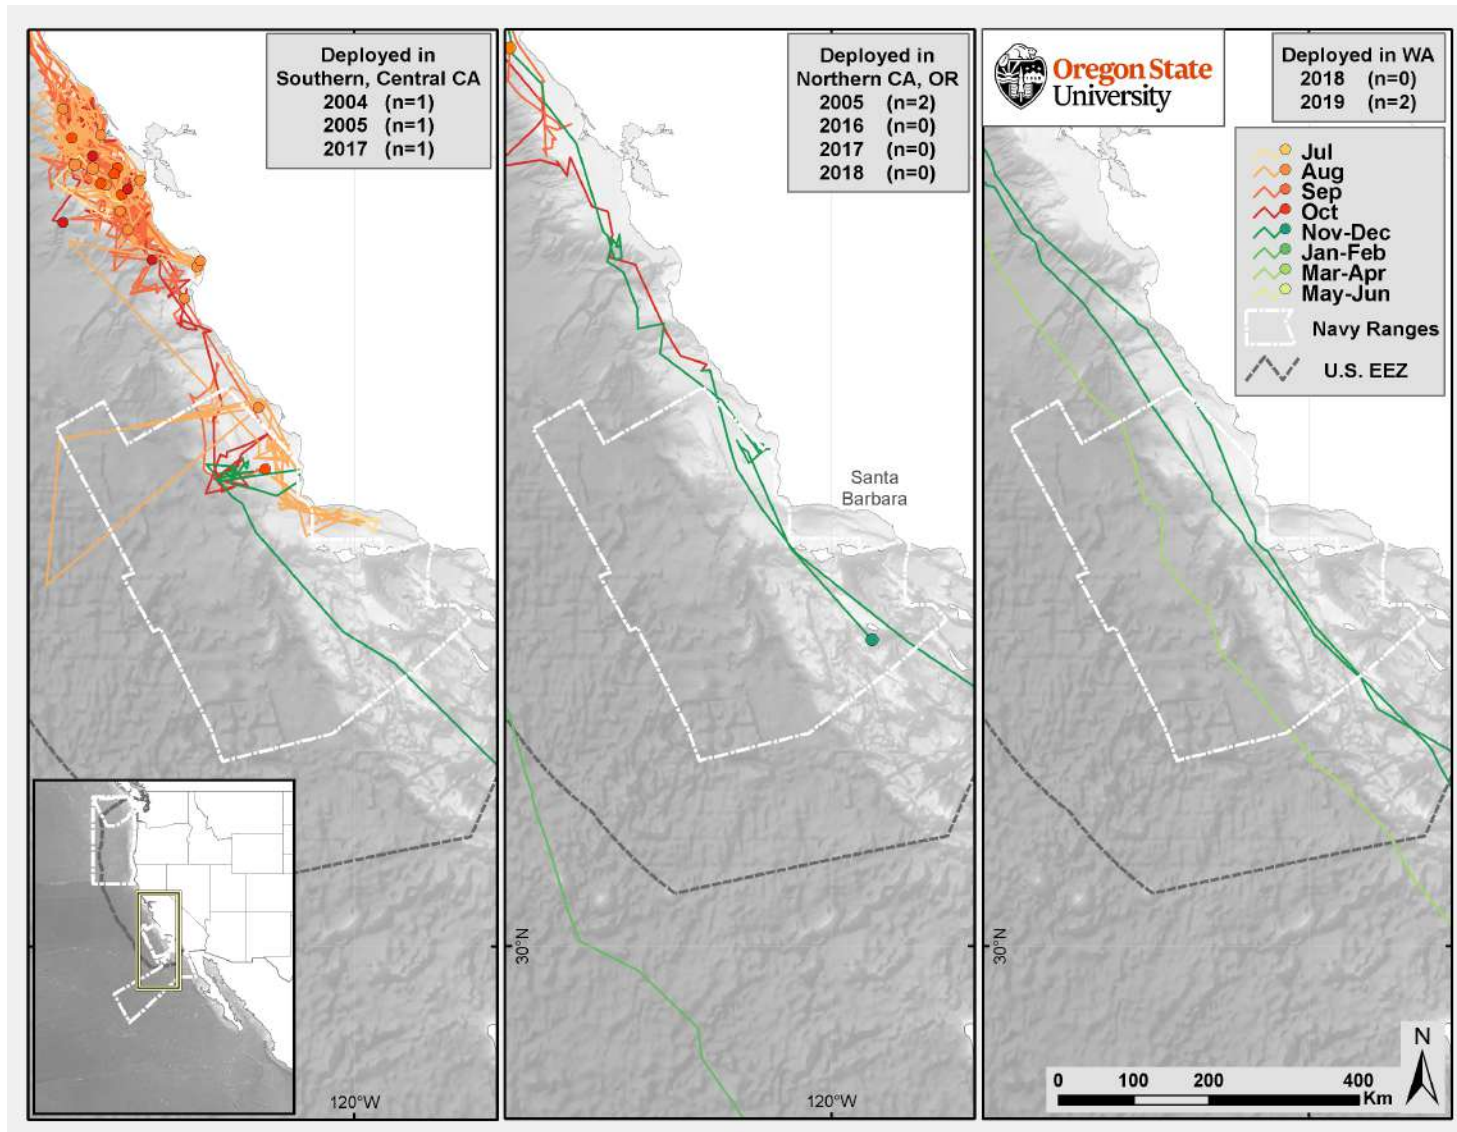 Deployed in
Southern, Central CA
2004 (n=1)
2005 (n=1)
2017 (n=1)
120°W
Deployed in
Northern CA, OR
2005 (n=2)
2016 (n=0)
2017 (n=0)
2018 (n=0)
Santa
Barbara
30°N
120°W
Oregon State
University
Deployed in WA
2018 (n=0)
2019 (n=2)
Jul
Aug
Sep
Oct
Nov-Dec
Jan-Feb
Mar-Apr
May-Jun
Navy Ranges
U.S. EEZ
30°N
N
0 100 200 400
Km